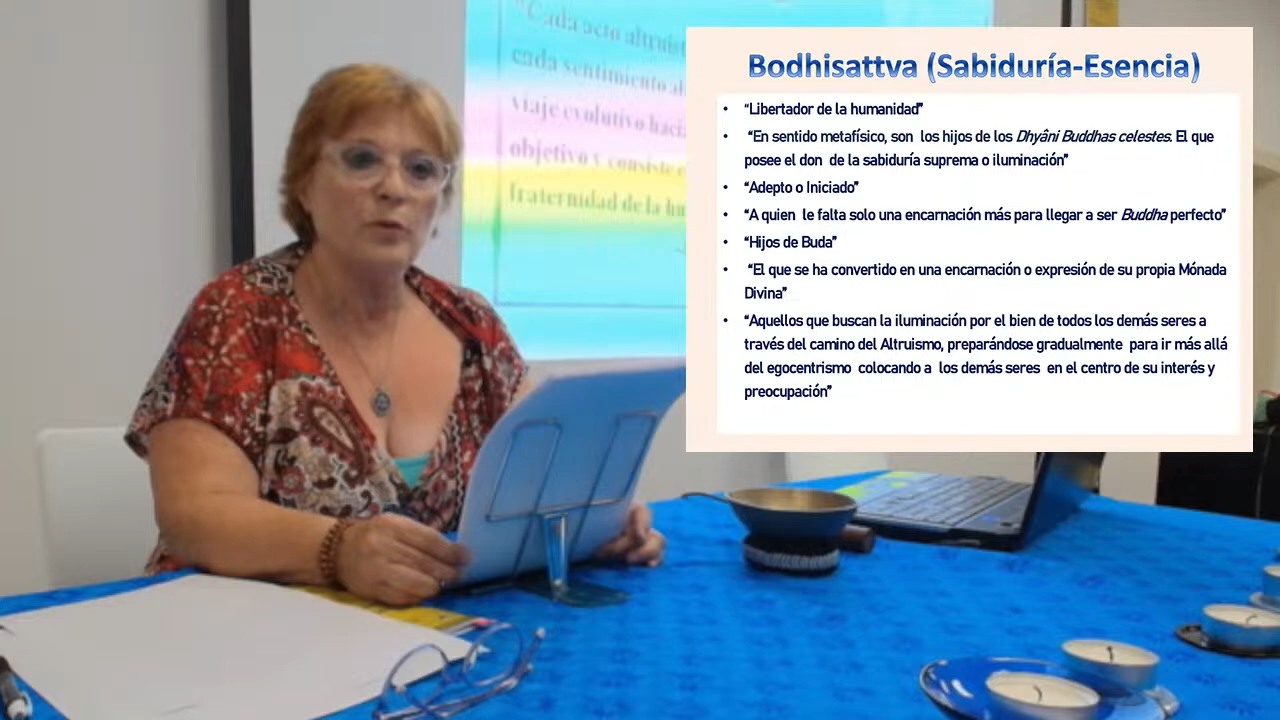 "Cada acto altruist
cada sentimiento al
viaje evolutivo haci
objetivo y consiste e
fraternidad de la hu
Bodhisattva (Sabiduría-Esencia)
• "Libertador de la humanidad"
• "En sentido metafísico, son los hijos de los Dhyâni Buddhas celestes. El que
posee el don de la sabiduría suprema o iluminación"
• "Adepto o Iniciado"
• "A quien le falta solo una encarnación más para llegar a ser Buddha perfecto"
• "Hijos de Buda"
• "El que se ha convertido en una encarnación o expresión de su propia Mónada
Divina"
• "Aquellos que buscan la iluminación por el bien de todos los demás seres a
través del camino del Altruismo, preparándose gradualmente para ir más allá
del egocentrismo colocando a los demás seres en el centro de su interés y
preocupación"